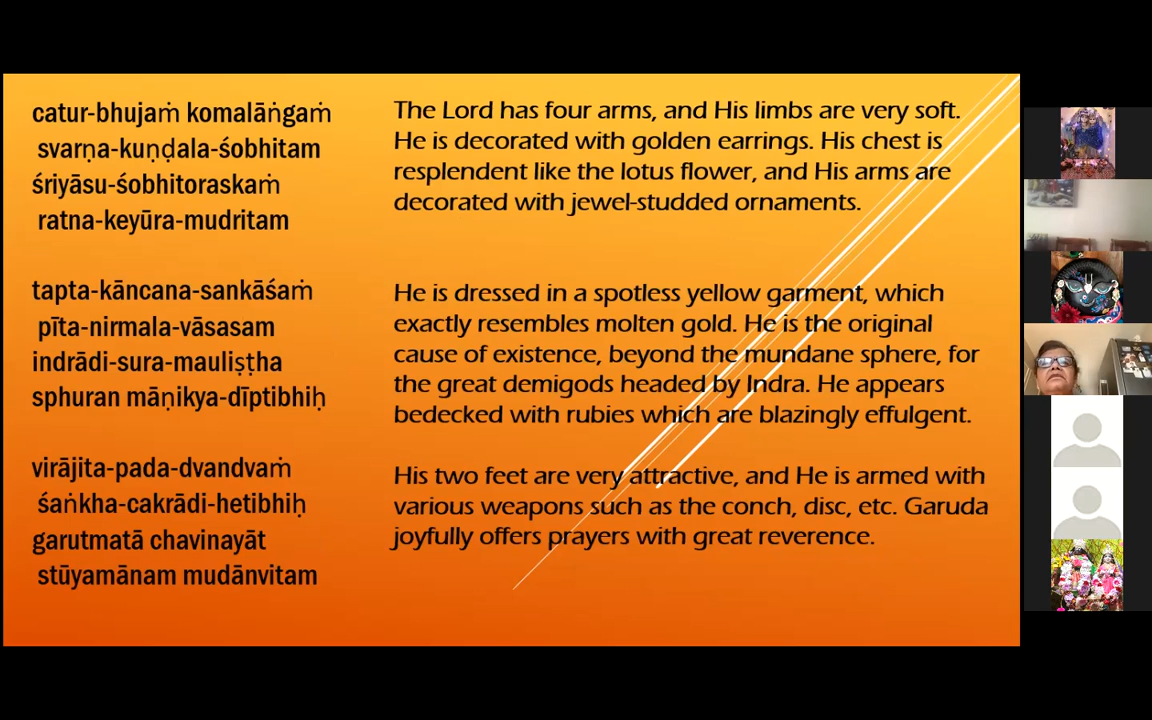 catur-bhujaṁ komalāṅgaṁ
svarṇa-kuṇḍala-śobhitam
śriyāsu-śobhitoraskaṁ
ratna-keyūra-mudritam
The Lord has four arms, and His limbs are very soft.
He is decorated with golden earrings. His chest is
resplendent like the lotus flower, and His arms are
decorated with jewel-studded ornaments.
tapta-kāncana-sankāśaṁ
pīta-nirmala-vāsasam
indrādi-sura-mauliṣṭha
sphuran māṇikya-dīptibhiḥ
He is dressed in a spotless yellow garment, which
exactly resembles molten gold. He is the original
cause of existence, beyond the mundane sphere, for
the great demigods headed by Indra. He appears
bedecked with rubies which are blazingly effulgent.
virājita-pada-dvandvaṁ
śaṅkha-cakrādi-hetibhiḥ
garutmatā chavinayāt
stūyamānam mudānvitam
His two feet are very attractive, and He is armed with
various weapons such as the conch, disc, etc. Garuda
joyfully offers prayers with great reverence.